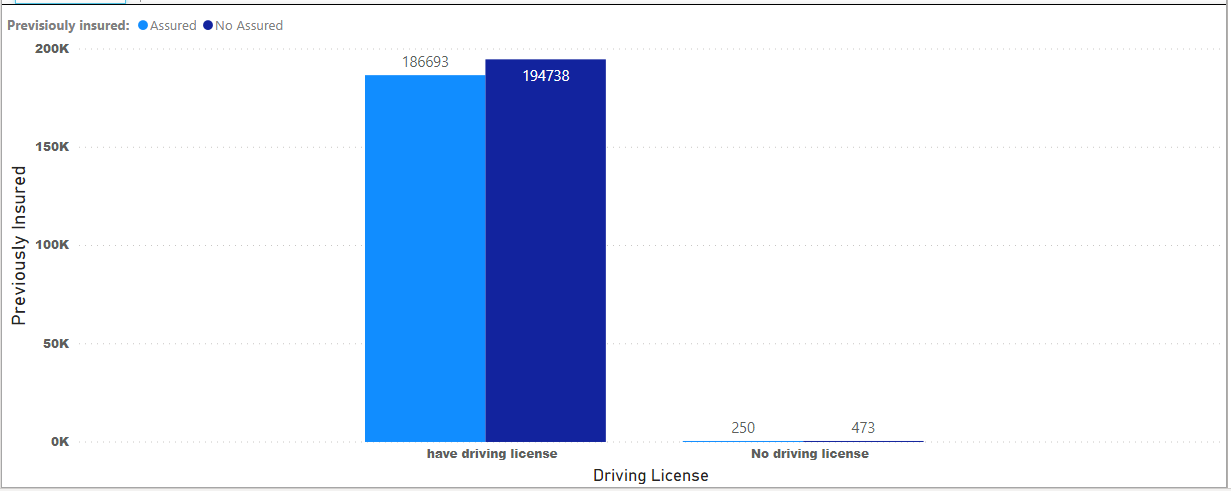 Previsiouly insured: Assured No Assured
200K
150K
100K
50K
0K
Previously Insured
186693
194738
250
473
have driving license
No driving license
Driving License